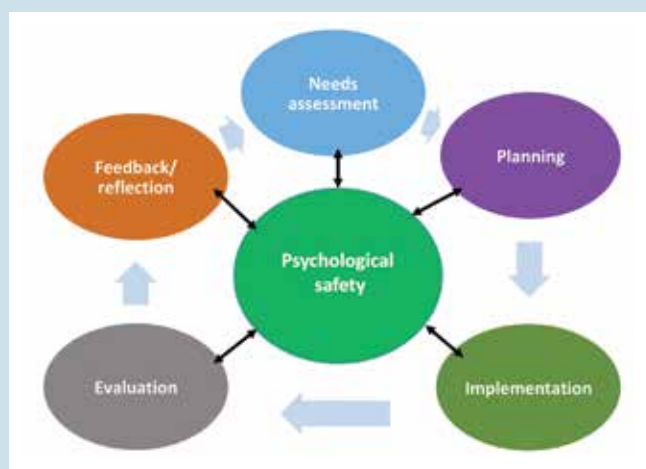 Needs
assessment
Planning
Implementation
Evaluation
Feedback/
reflection
Psychological
safety